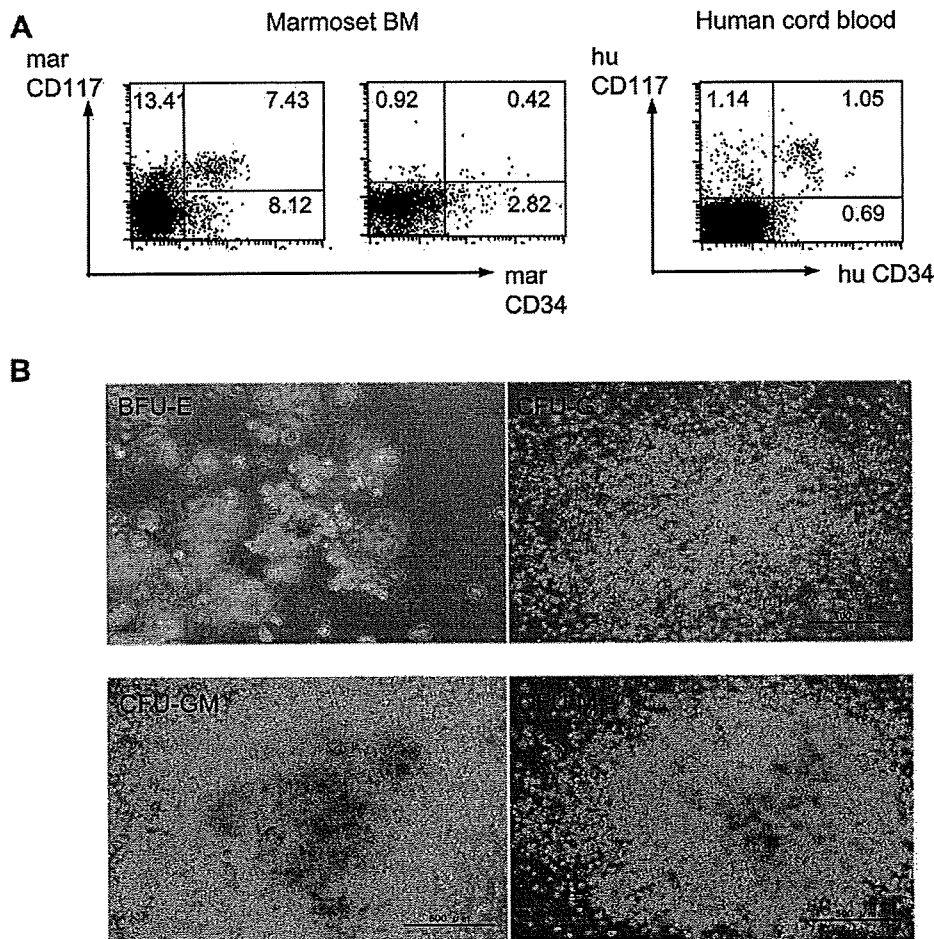 A
Marmoset BM
Human cord blood
mar
CD117
hu
CD117
13.41
7.43
8.12
0.92
0.42
2.82
1.14
1.05
0.69
mar
CD34
hu CD34
B
BFU-E
CFU-G
CFU-GM